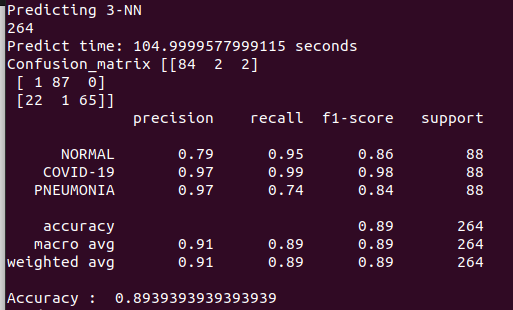 Predicting 3-NN
264
Predict time: 104.9999577999115 seconds
Confusion_matrix [[84  2  2]
 [ 1 87  0]
 [22  1 65]]
              precision    recall  f1-score   support

      NORMAL       0.79      0.95      0.86        88
    COVID-19       0.97      0.99      0.98        88
   PNEUMONIA       0.97      0.74      0.84        88

    accuracy                           0.89       264
   macro avg       0.91      0.89      0.89       264
weighted avg       0.91      0.89      0.89       264

Accuracy :  0.8939393939393939